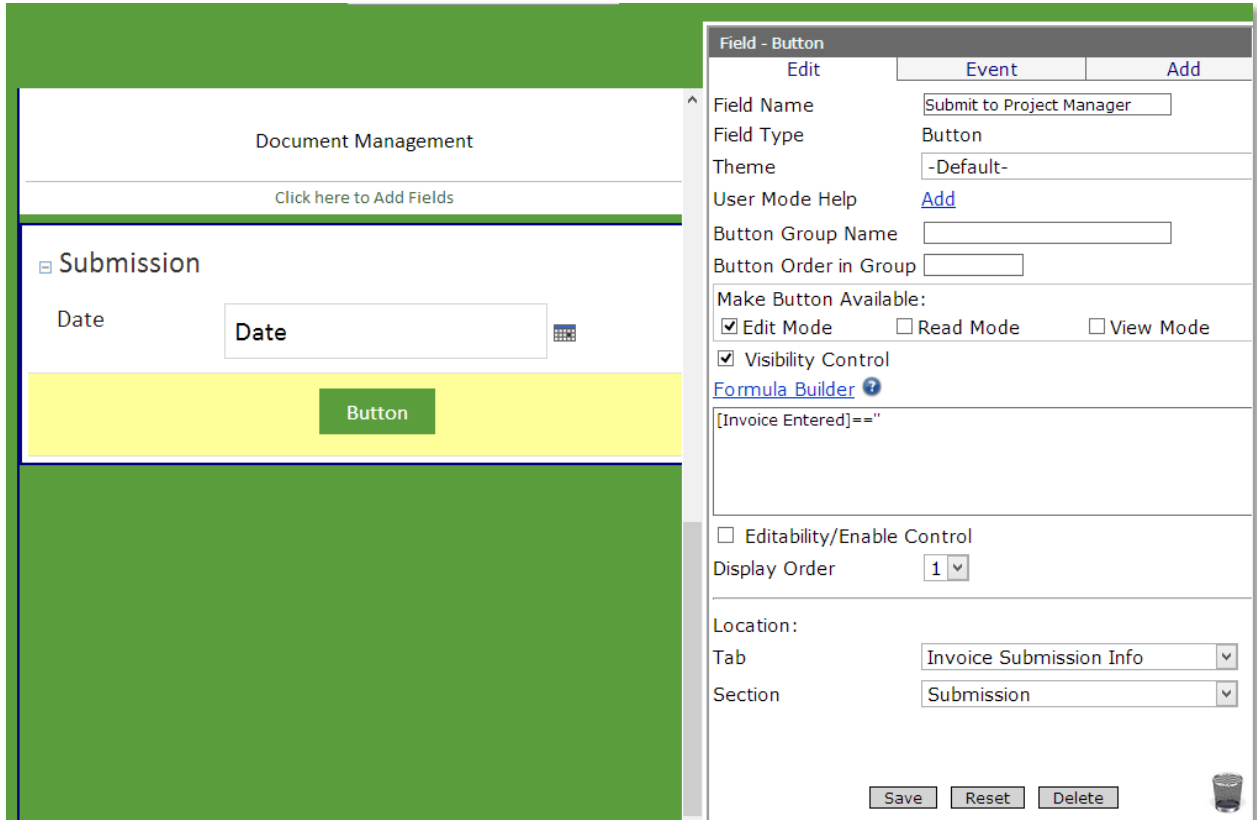 Document Management
Click here to Add Fields
Submission
Date
Date
Button
Field - Button
Edit Event Add
Field Name Submit to Project Manager
Field Type Button
Theme -Default-
User Mode Help Add
Button Group Name
Button Order in Group
Make Button Available:
Edit Mode Read Mode View Mode
Visibility Control
Formula Builder ?
[Invoice Entered]==''
Editability/Enable Control
Display Order 1
Location:
Tab Invoice Submission Info
Section Submission
Save Reset Delete